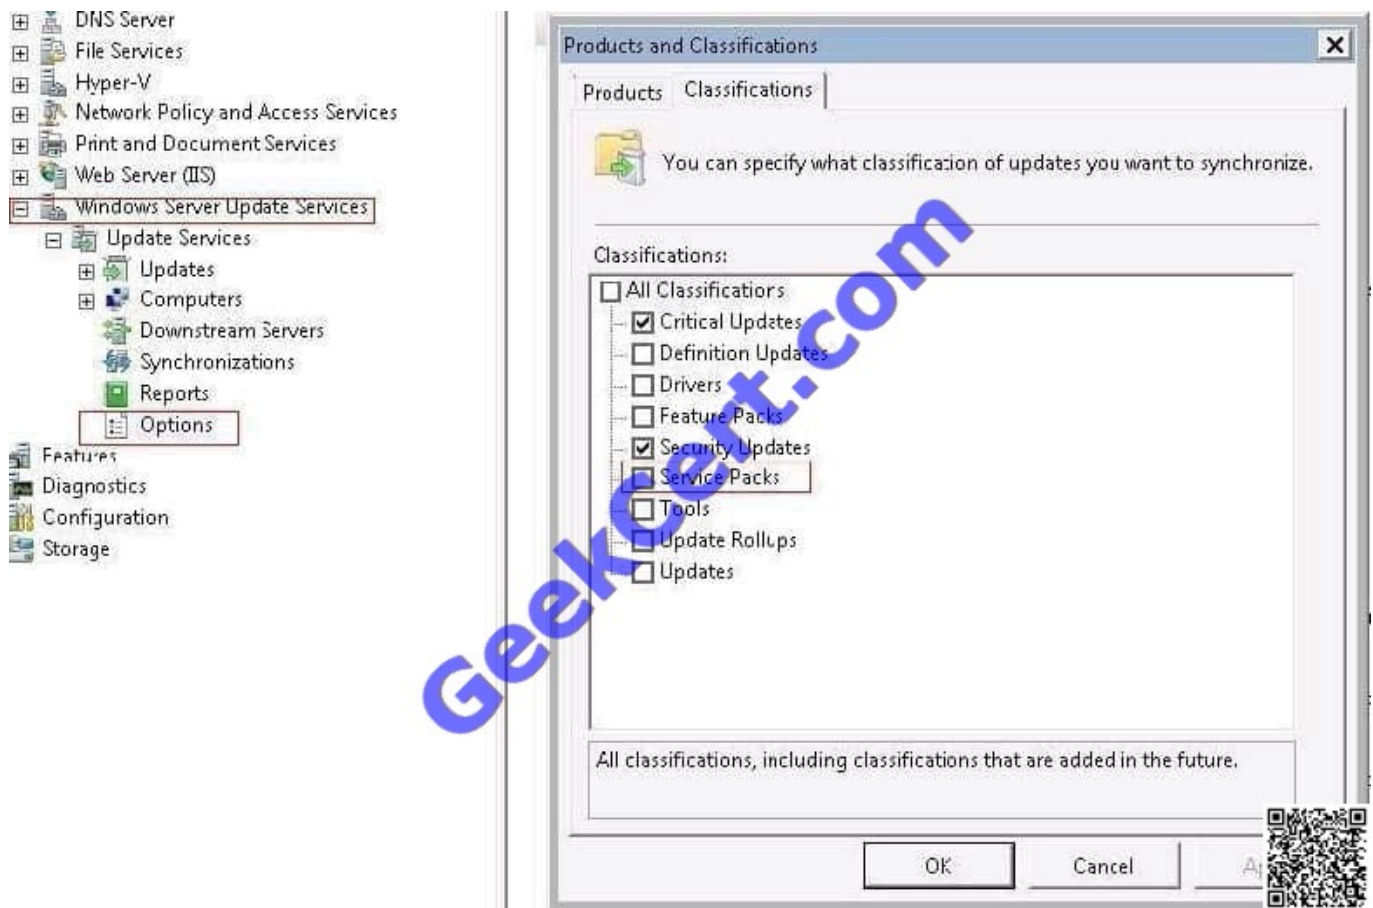 DNS Server
File Services
Hyper-V
Network Policy and Access Services
Print and Document Services
Web Server (IIS)
Windows Server Update Services
Update Services
Updates
Computers
Downstream Servers
Synchronizations
Reports
Options
Features
Diagnostics
Configuration
Storage
Products and Classifications
Products Classifications
You can specify what classification of updates you want to synchronize.
Classifications:
All Classifications
Critical Updates
Definition Updates
Drivers
Feature Packs
Security Updates
Service Packs
Tools
Update Rollups
Updates
All classifications, including classifications that are added in the future.
OK Cancel
GeekCert.com